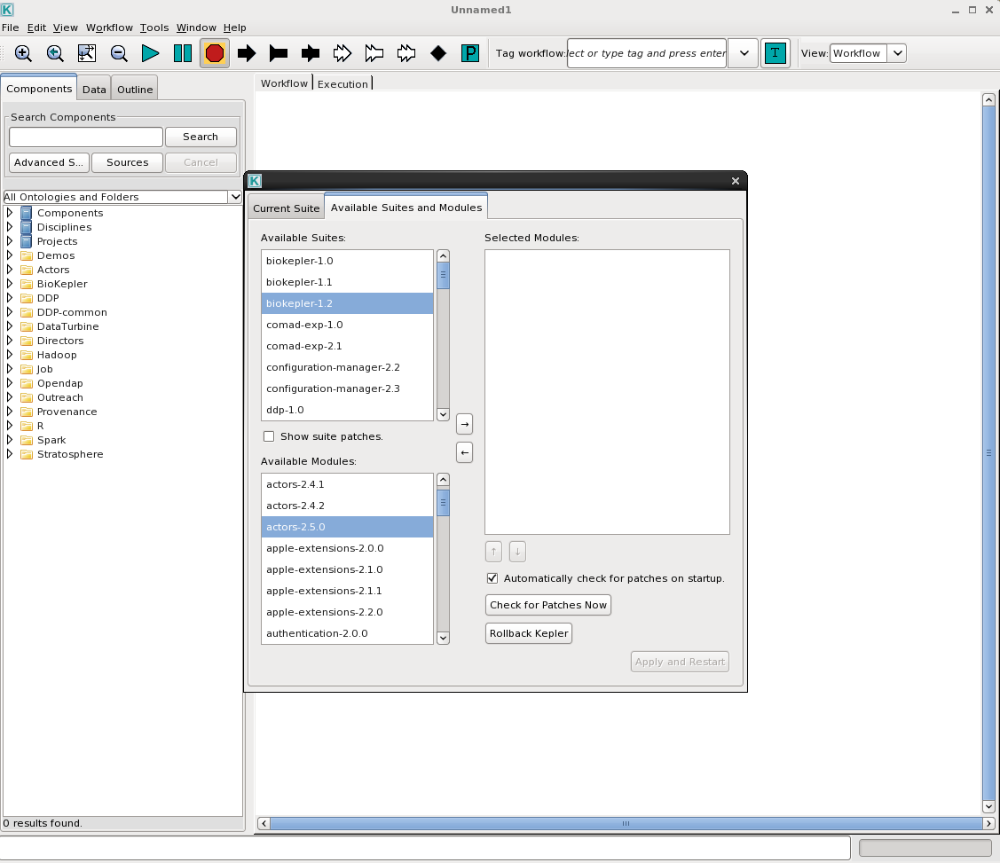 K
Unnamed1
File Edit View Workflow Tools Window Help
P
Tag workflow:
lect or type tag and press enter
T
View:
Workflow
Components
Data
Outline
Workflow
Execution
Search Components
Search
Advanced S...
Sources
Cancel
All Ontologies and Folders
Components
Disciplines
Projects
Demos
Actors
BioKepler
DDP
DDP-common
DataTurbine
Directors
Hadoop
Job
Opendap
Outreach
Provenance
R
Spark
Stratosphere
0 results found.
K
Current Suite
Available Suites and Modules
Available Suites:
biokepler-1.0
biokepler-1.1
biokepler-1.2
comad-exp-1.0
comad-exp-2.1
configuration-manager-2.2
configuration-manager-2.3
ddp-1.0
Show suite patches.
Available Modules:
actors-2.4.1
actors-2.4.2
actors-2.5.0
apple-extensions-2.0.0
apple-extensions-2.1.0
apple-extensions-2.1.1
apple-extensions-2.2.0
authentication-2.0.0
→
←
Selected Modules:
↑
↓
Automatically check for patches on startup.
Check for Patches Now
Rollback Kepler
Apply and Restart